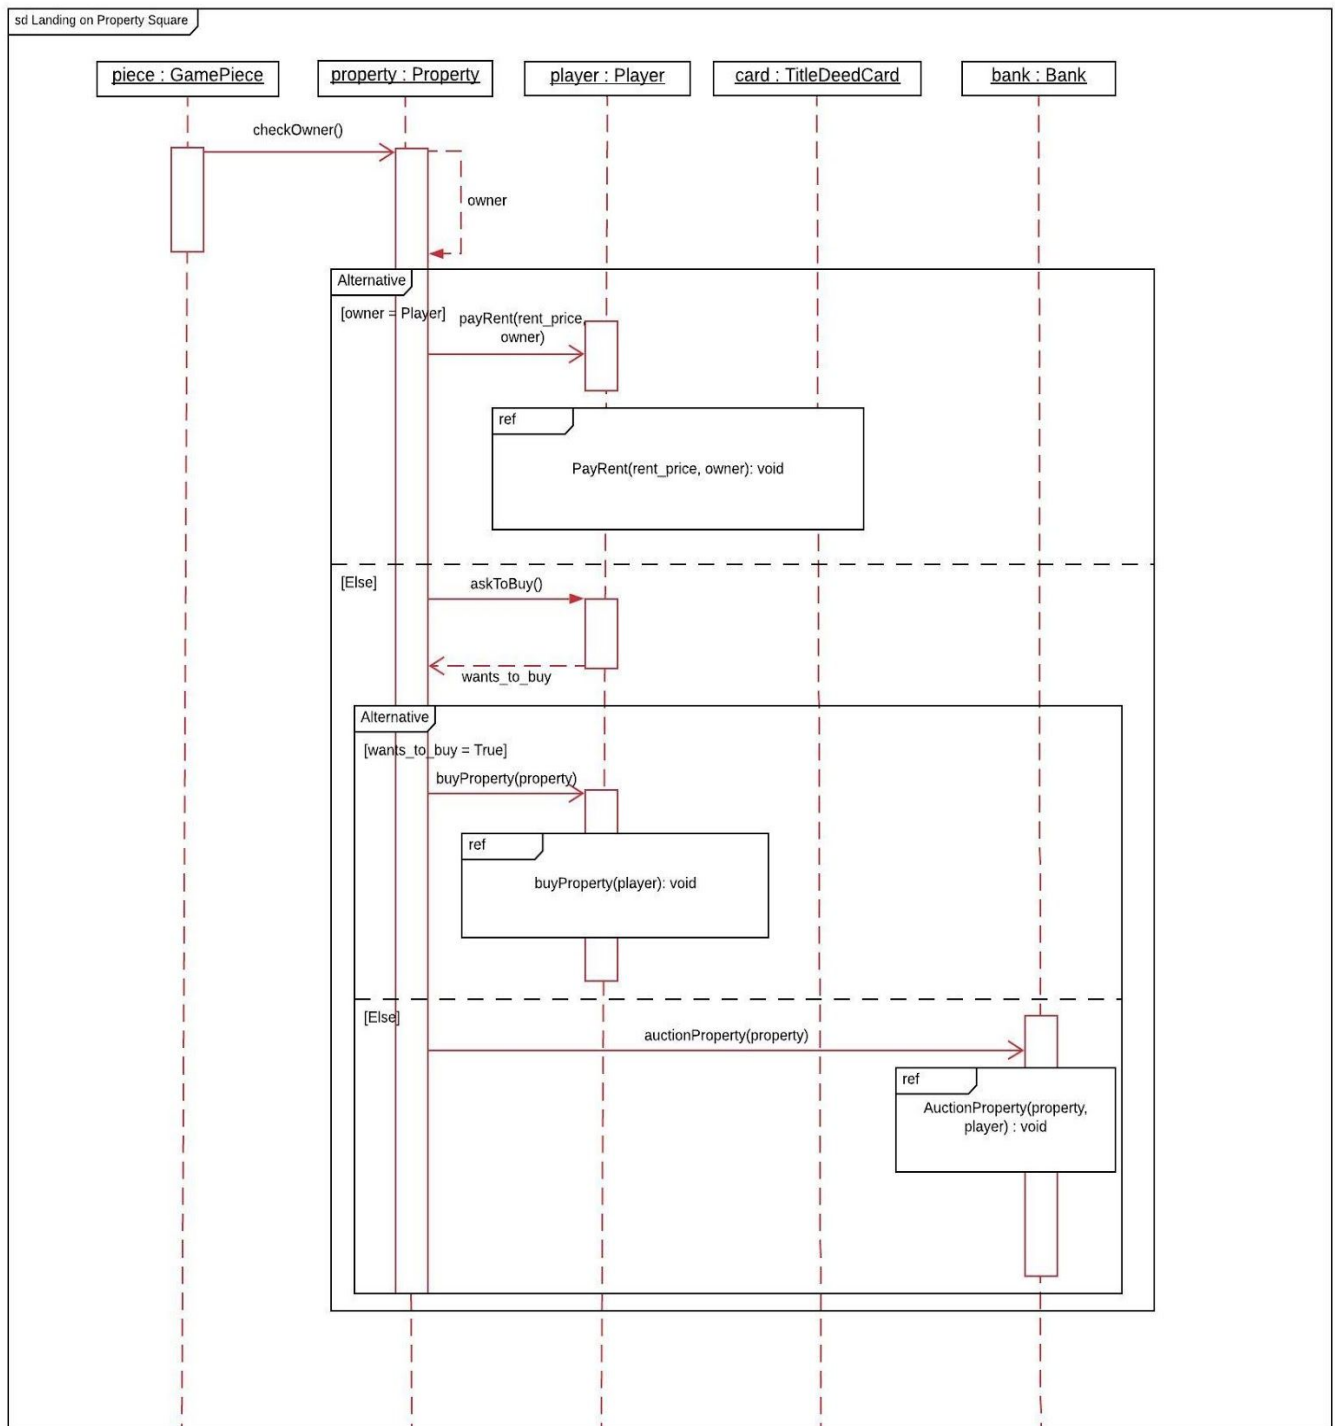 sd Landing on Property Square
piece : GamePiece
property : Property
player : Player
card : TitleDeedCard
bank : Bank
checkOwner()
owner
Alternative
[owner = Player]
payRent(rent_price,
owner)
ref
PayRent(rent_price, owner): void
[Else]
askToBuy()
wants_to_buy
Alternative
[wants_to_buy = True]
buyProperty(property)
ref
buyProperty(player): void
[Else]
auctionProperty(property)
ref
AuctionProperty(property,
player) : void